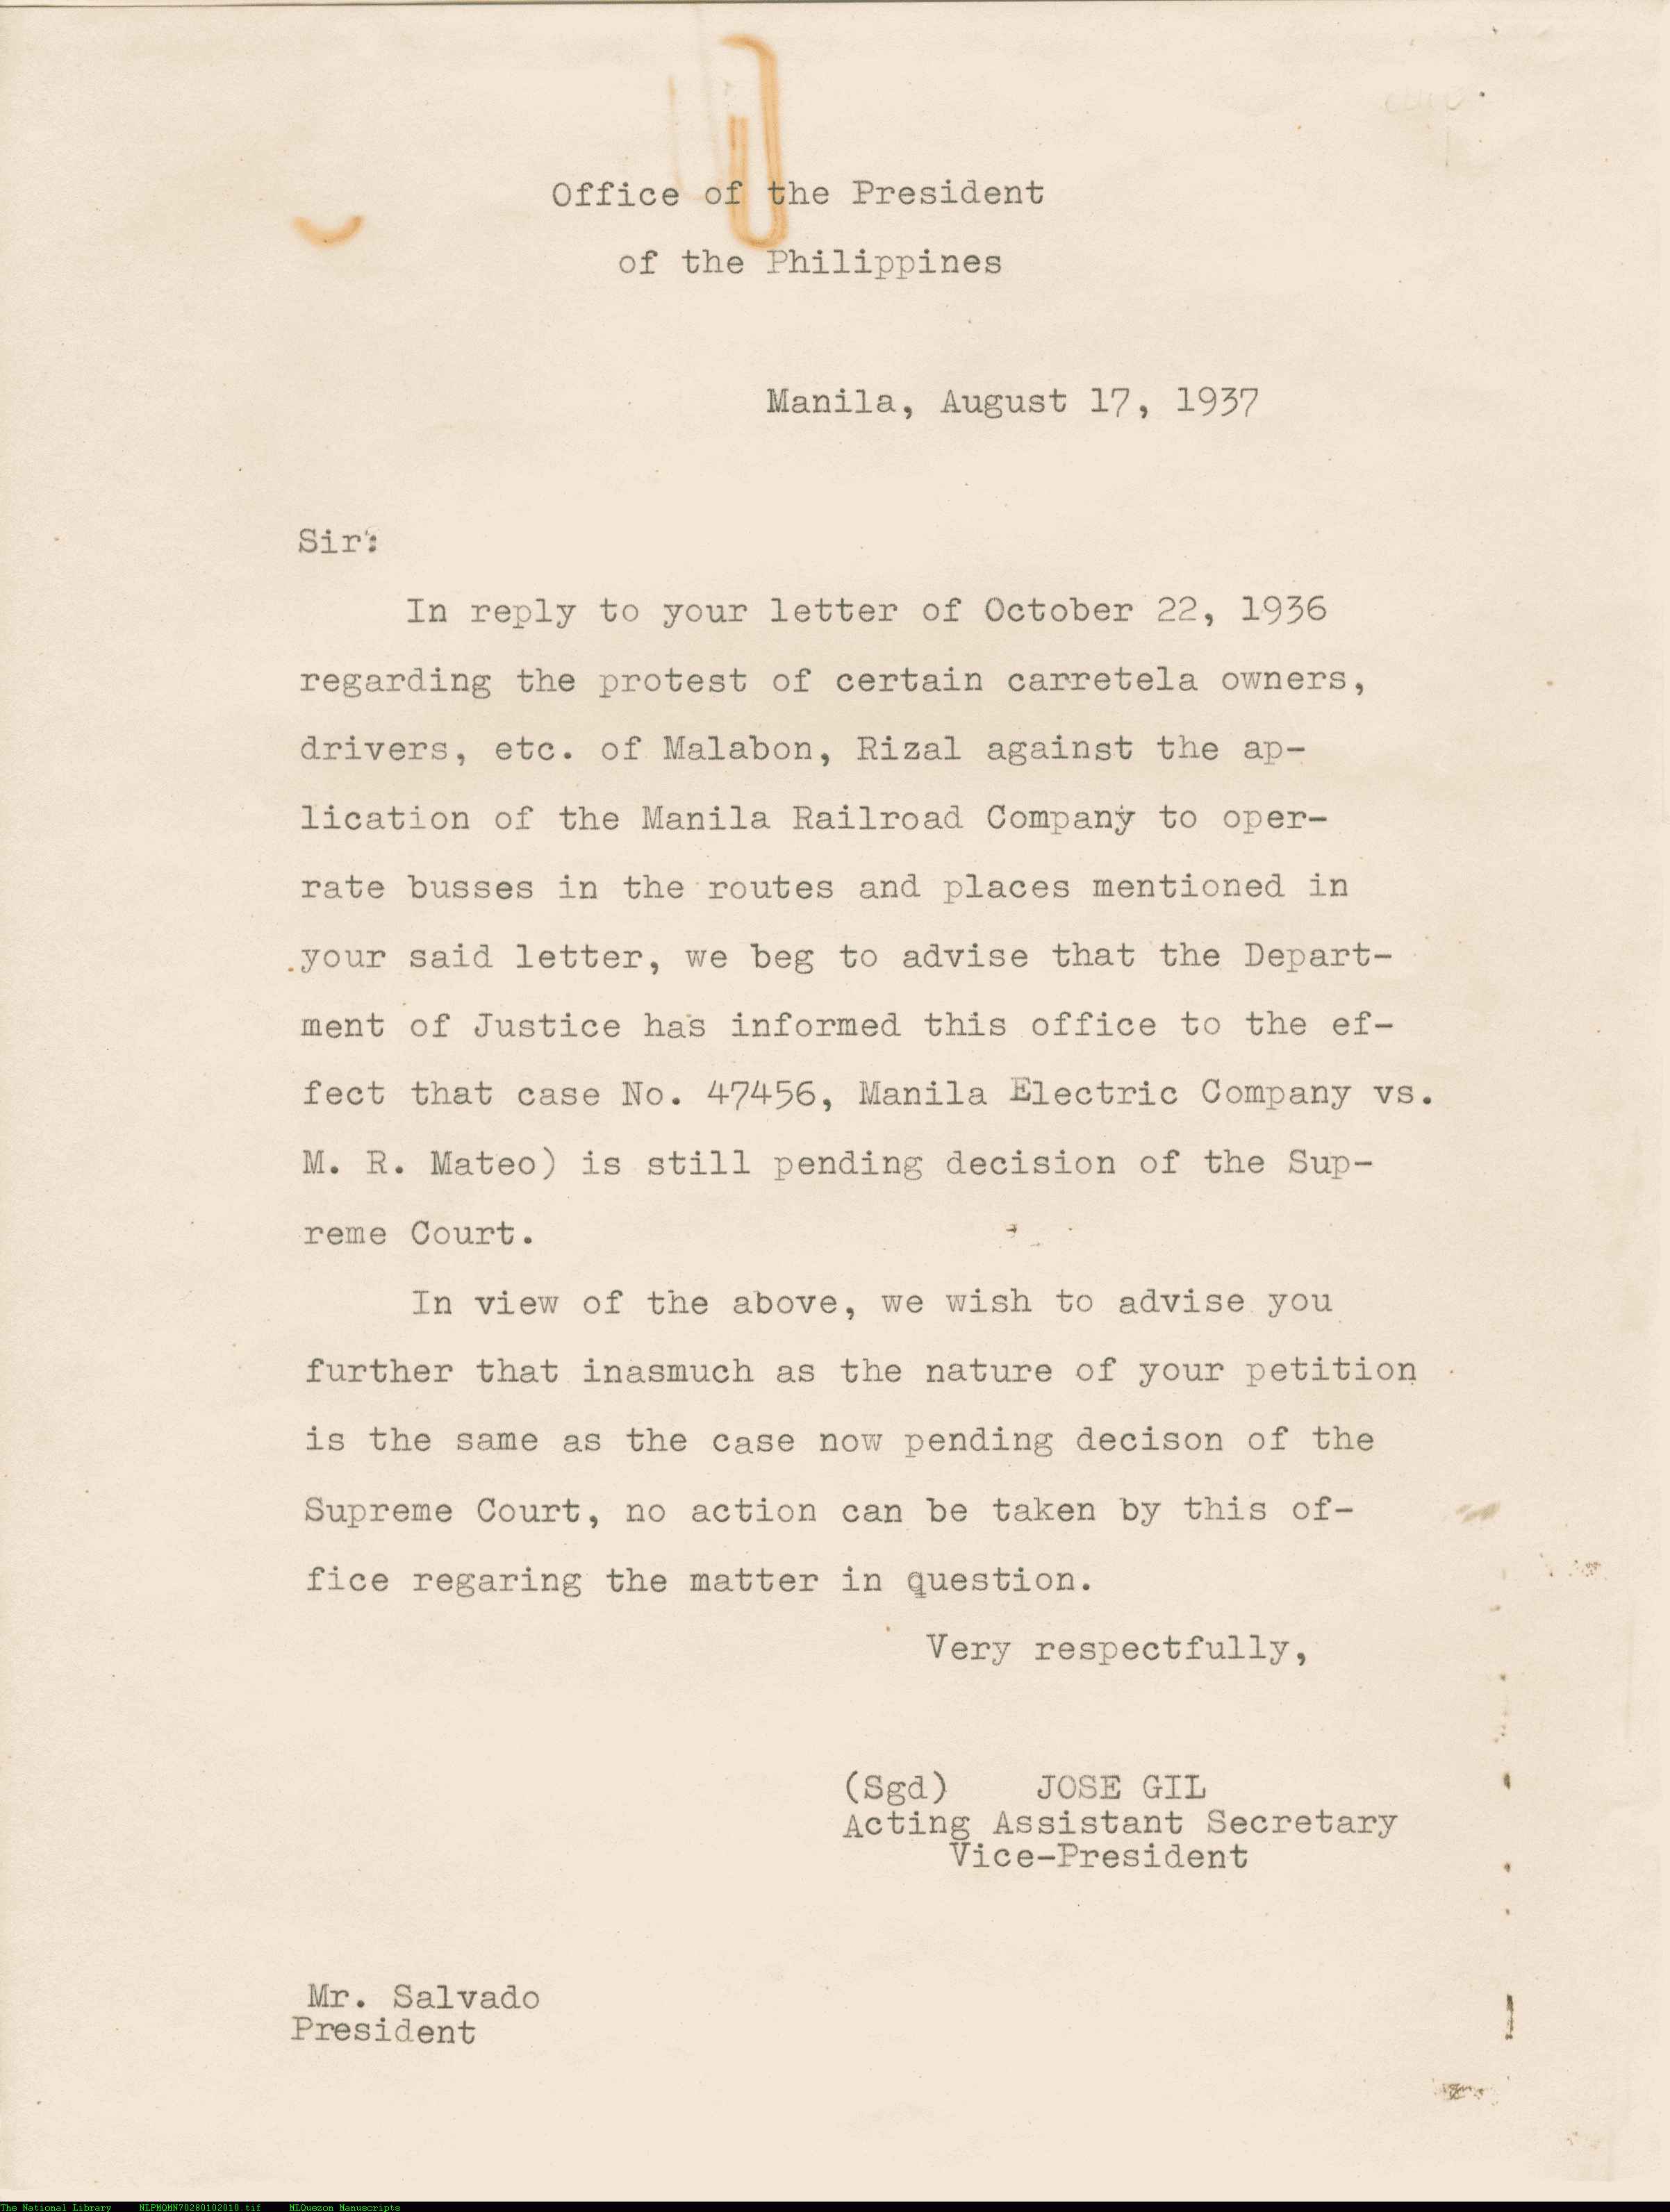 Office of the President
of the Philippines
Manila, August 17, 1937
Sir:
In reply to your letter of October 22, 1936
regarding the protest of certain carretela owners,
drivers, etc. of Malabon, Rizal against the ap-
lication of the Manila Railroad Company to oper-
rate busses in the routes and places mentioned in
your said letter, we beg to advise that the Depart-
ment of Justice has informed this office to the ef-
fect that case No. 47456, Manila Electric Company vs.
M. R. Mateo) is still pending decision of the Sup-
reme Court.
In view of the above, we wish to advise you
further that inasmuch as the nature of your petition
is the same as the case now pending decison of the
Supreme Court, no action can be taken by this of-
fice regaring the matter in question.
Very respectfully,
(Sgd) JOSE GIL
Acting Assistant Secretary
Vice-President
Mr. Salvado
President
The National Library NLPMQMN70280102010.tif MLQuezon Manuscripts